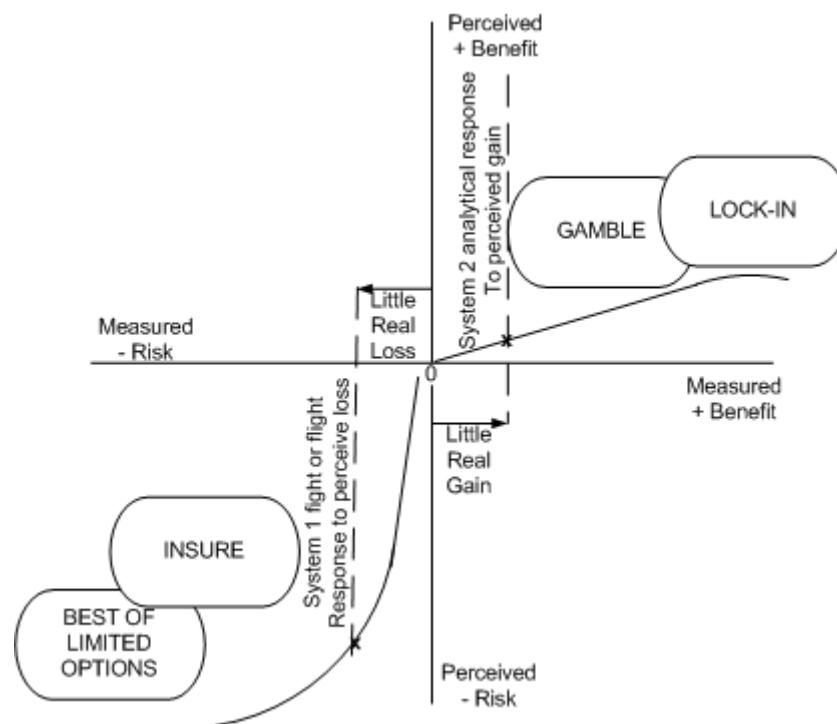 Perceived
+ Benefit
System 2 analytical response
To perceived gain
GAMBLE
LOCK-IN
Little
Real
Loss
Measured
- Risk
0
Measured
+ Benefit
Little
Real
Gain
System 1 fight or flight
Response to perceive loss
INSURE
BEST OF
LIMITED
OPTIONS
Perceived
- Risk